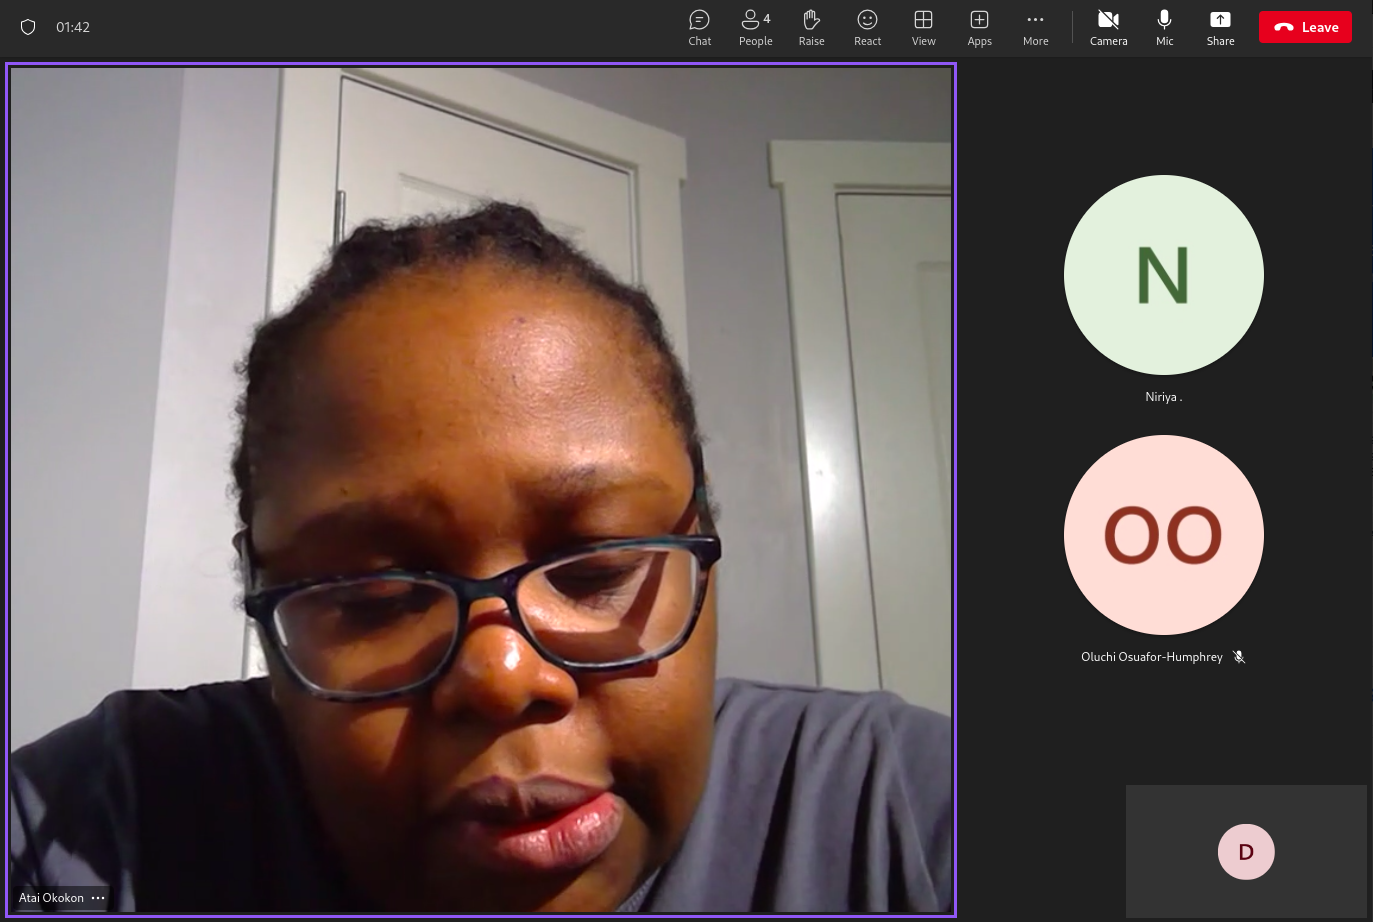 01:42
Chat
People
4
Raise
React
View
Apps
More
Camera
Mic
Share
Leave
N
Niriya .
OO
Oluchi Osuafor-Humphrey
D
Atai Okokon